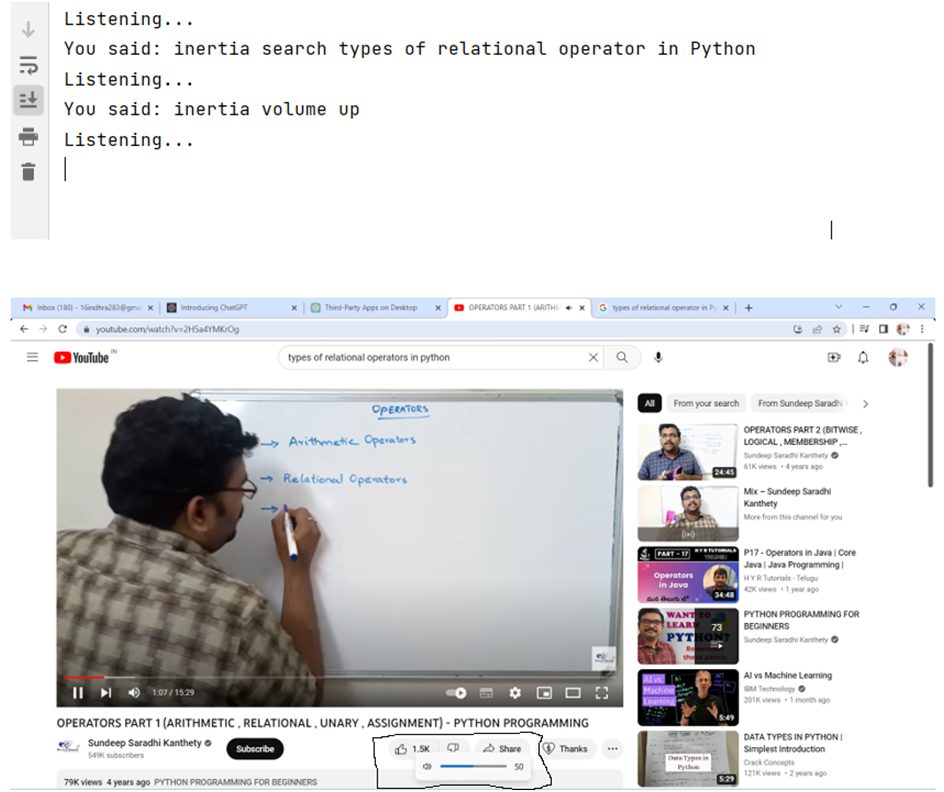 Listening...
You said: inertia search types of relational operator in Python
Listening...
You said: inertia volume up
Listening...
Inbox (180) - 16indhra283@gma
Introducing ChatGPT
Third-Party Apps on Desktop
OPERATORS PART 1 (ARITH
types of relational operator in Py
youtube.com/watch?v=2HSa4YMKrOg
YouTube IN
types of relational operators in python
OPERATORS
→ Arithmetic Operators
→ Relational Operators
→
1:07 / 15:29
OPERATORS PART 1 (ARITHMETIC , RELATIONAL , UNARY , ASSIGNMENT) - PYTHON PROGRAMMING
Sundeep Saradhi Kanthety
549K subscribers
Subscribe
1.5K
Share
Thanks
50
79K views 4 years ago PYTHON PROGRAMMING FOR BEGINNERS
All
From your search
From Sundeep Saradhi
24:45
OPERATORS PART 2 (BITWISE ,
LOGICAL , MEMBERSHIP ,...
Sundeep Saradhi Kanthety
61K views • 4 years ago
Mix – Sundeep Saradhi
Kanthety
More from this channel for you
PART - 17
H Y R TUTORIALS
Operators
in Java
34:48
P17 - Operators in Java | Core
Java | Java Programming |
H Y R Tutorials - Telugu
42K views • 1 year ago
WANT TO
LEARN
PYTHON?
73
PYTHON PROGRAMMING FOR
BEGINNERS
Sundeep Saradhi Kanthety
AI vs.
Machine
Learning
5:49
AI vs Machine Learning
IBM Technology
201K views • 1 month ago
Data Types in
Python
5:29
DATA TYPES IN PYTHON |
Simplest Introduction
Crack Concepts
121K views • 2 years ago